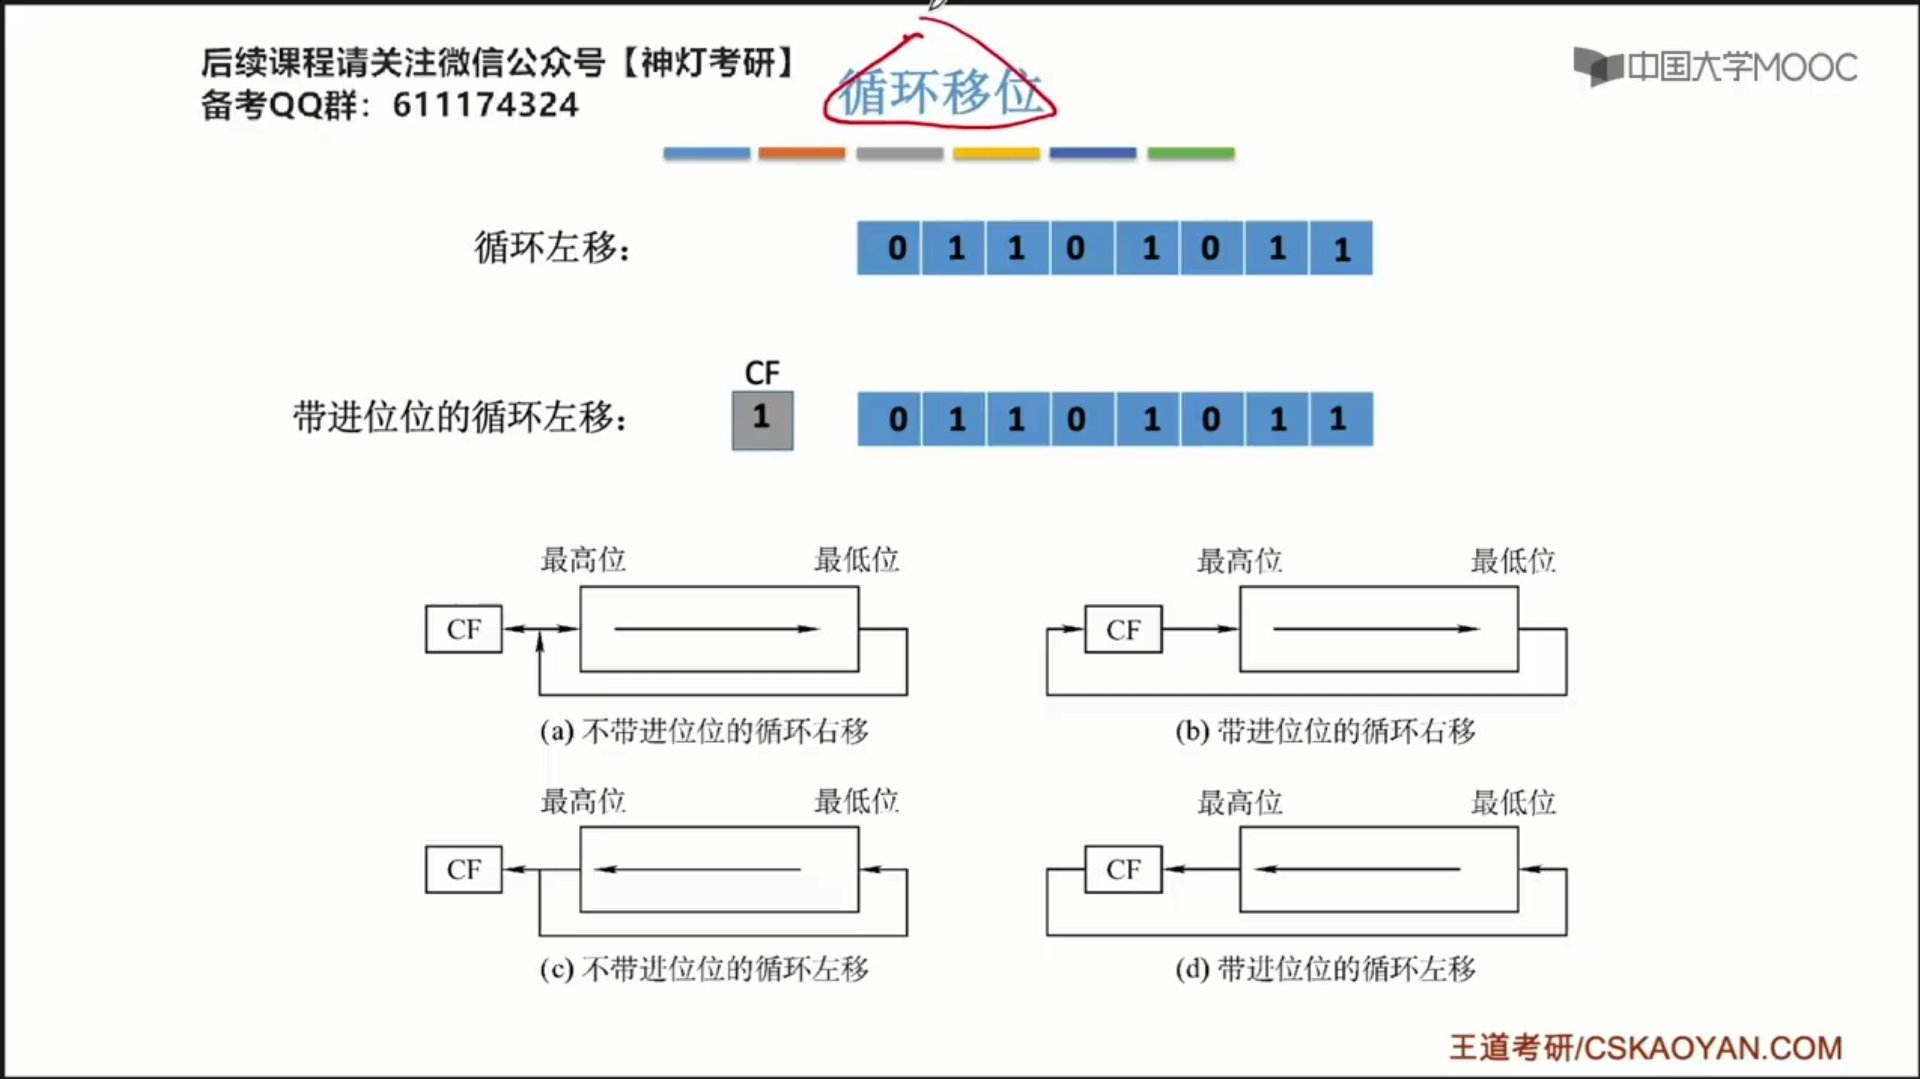 后续课程请关注微信公众号【神灯考研】
备考QQ群：611174324
循环移位
中国大学MOOC
循环左移：
0 1 1 0 1 0 1 1
CF
带进位位的循环左移：
1
0 1 1 0 1 0 1 1
最高位 最低位
CF
(a) 不带进位位的循环右移
最高位 最低位
CF
(b) 带进位位的循环右移
最高位 最低位
CF
(c) 不带进位位的循环左移
最高位 最低位
CF
(d) 带进位位的循环左移
王道考研/CSKAOYAN.COM